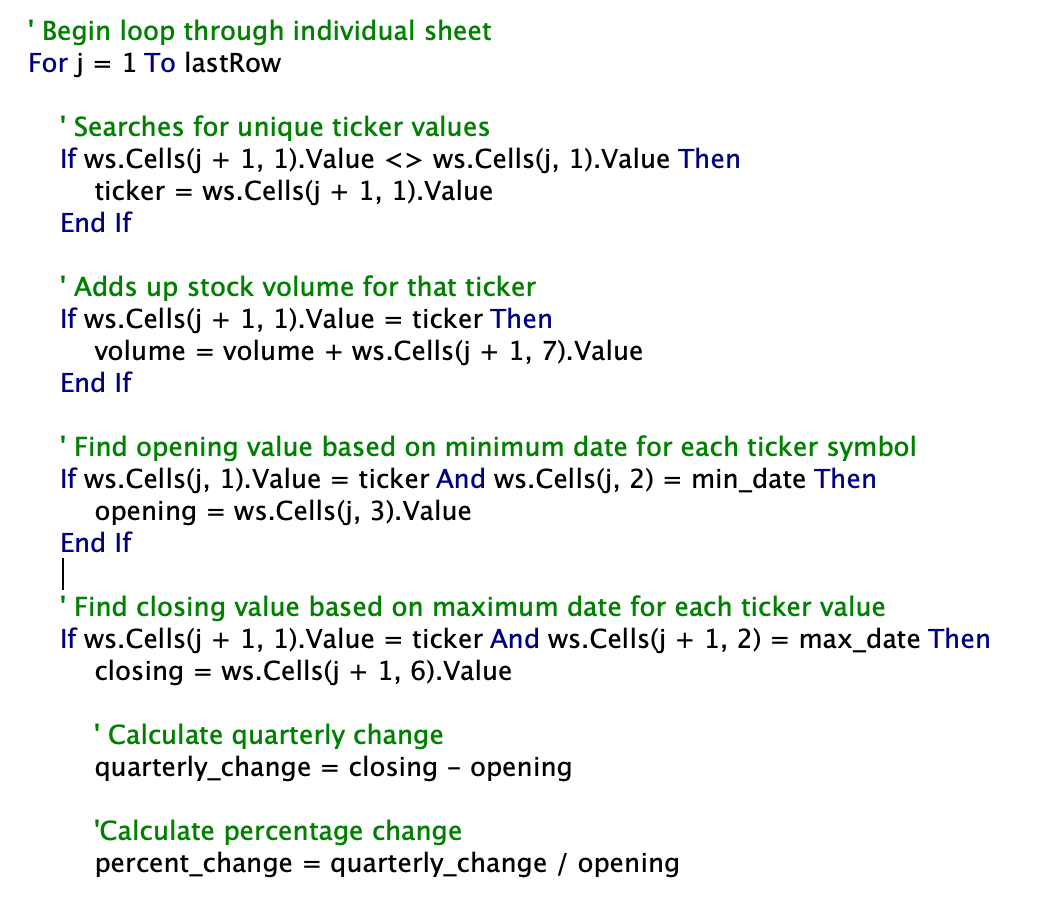 ' Begin loop through individual sheet
For j = 1 To lastRow
' Searches for unique ticker values
If ws.Cells(j + 1, 1).Value <> ws.Cells(j, 1).Value Then
ticker = ws.Cells(j + 1, 1).Value
End If
' Adds up stock volume for that ticker
If ws.Cells(j + 1, 1).Value = ticker Then
volume = volume + ws.Cells(j + 1, 7).Value
End If
' Find opening value based on minimum date for each ticker symbol
If ws.Cells(j, 1).Value = ticker And ws.Cells(j, 2) = min_date Then
opening = ws.Cells(j, 3).Value
End If
' Find closing value based on maximum date for each ticker value
If ws.Cells(j + 1, 1).Value = ticker And ws.Cells(j + 1, 2) = max_date Then
closing = ws.Cells(j + 1, 6).Value
' Calculate quarterly change
quarterly_change = closing - opening
'Calculate percentage change
percent_change = quarterly_change / opening